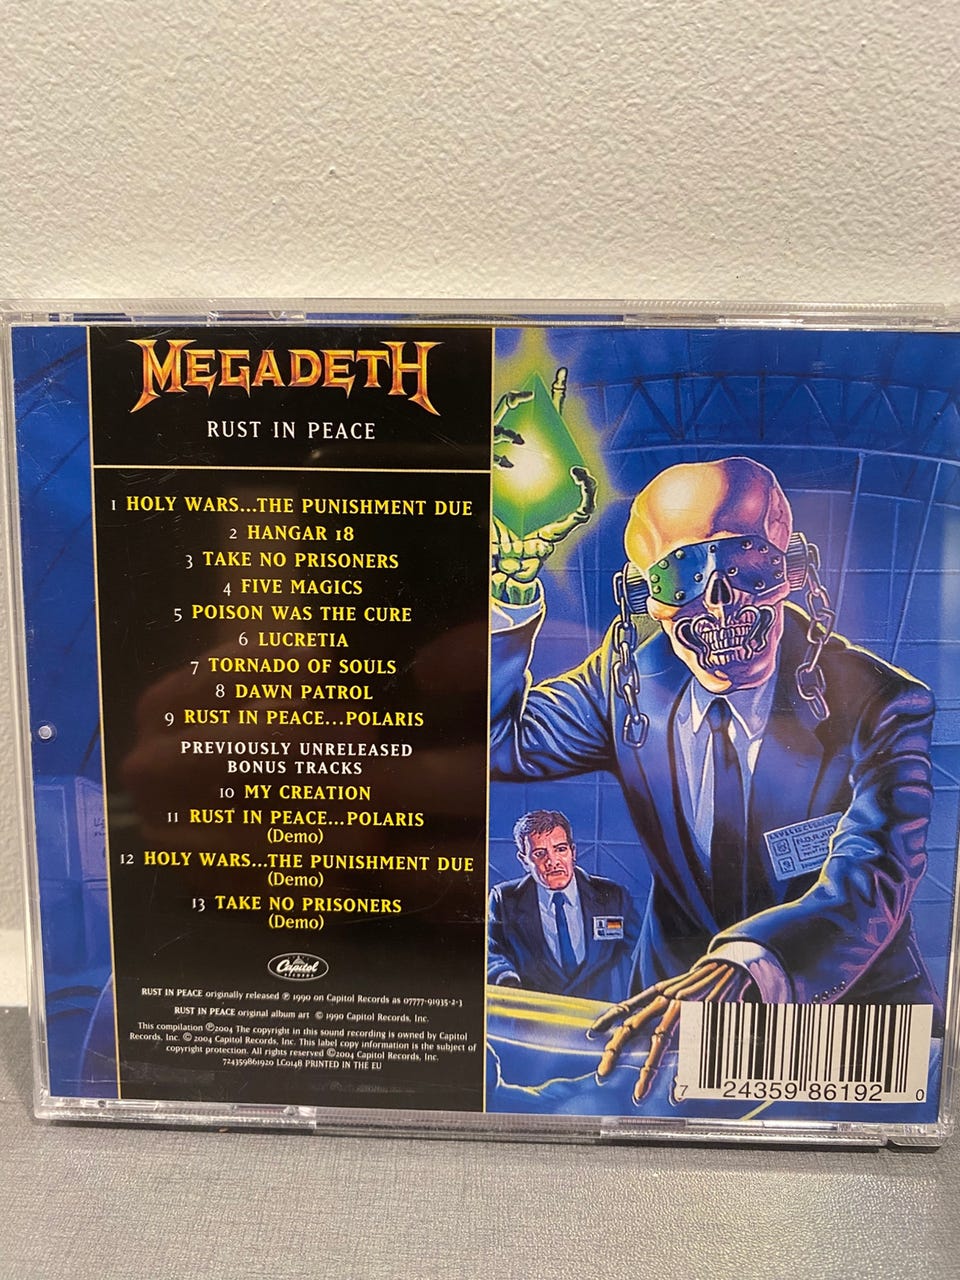 MEGADETH
RUST IN PEACE
1 HOLY WARS...THE PUNISHMENT DUE
2 HANGAR 18
3 TAKE NO PRISONERS
4 FIVE MAGICS
5 POISON WAS THE CURE
6 LUCRETIA
7 TORNADO OF SOULS
8 DAWN PATROL
9 RUST IN PEACE...POLARIS
PREVIOUSLY UNRELEASED
BONUS TRACKS
10 MY CREATION
11 RUST IN PEACE...POLARIS
(Demo)
12 HOLY WARS...THE PUNISHMENT DUE
(Demo)
13 TAKE NO PRISONERS
(Demo)
Capitol
RECORDS
RUST IN PEACE originally released ℗ 1990 on Capitol Records as 07777-91935-2-3
RUST IN PEACE original album art © 1990 Capitol Records, Inc.
This compilation ℗2004 The copyright in this sound recording is owned by Capitol
Records, Inc. © 2004 Capitol Records, Inc. This label copy information is the subject of
copyright protection. All rights reserved ©2004 Capitol Records, Inc.
724359861920 LC0148 PRINTED IN THE EU
7 24359 86192 0